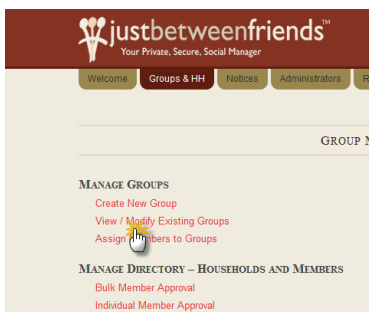 justbetweenfriends™
Your Private, Secure, Social Manager
Welcome Groups & HH Notices Administrators R
GROUP M
MANAGE GROUPS
Create New Group
View / Modify Existing Groups
Assign Members to Groups
MANAGE DIRECTORY – HOUSEHOLDS AND MEMBERS
Bulk Member Approval
Individual Member Approval